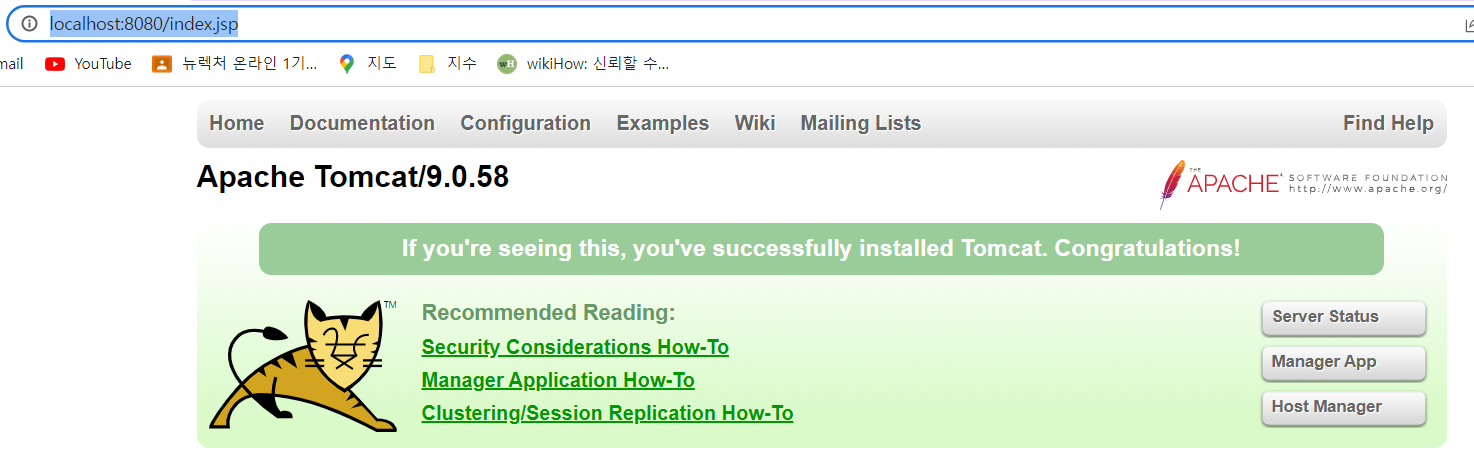 localhost:8080/index.jsp
mail YouTube 뉴렉처 온라인 1기... 지도 지수 wH wikiHow: 신뢰할 수...
Home Documentation Configuration Examples Wiki Mailing Lists Find Help
Apache Tomcat/9.0.58
THE APACHE SOFTWARE FOUNDATION
http://www.apache.org/
If you're seeing this, you've successfully installed Tomcat. Congratulations!
TM
Recommended Reading:
Security Considerations How-To
Manager Application How-To
Clustering/Session Replication How-To
Server Status
Manager App
Host Manager